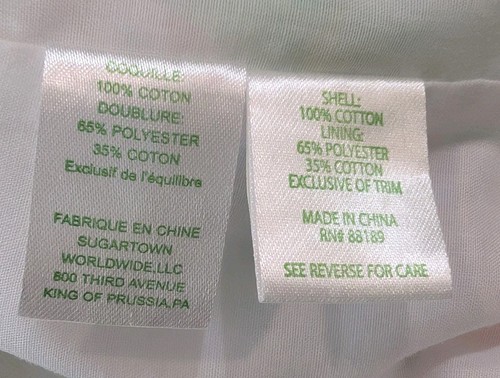 COQUILLE:
100% COTON
DOUBLURE:
65% POLYESTER
35% COTON
Exclusif de l'équilibre
FABRIQUE EN CHINE
SUGARTOWN
WORLDWIDE,LLC
800 THIRD AVENUE
KING OF PRUSSIA,PA
SHELL:
100% COTTON
LINING:
65% POLYESTER
35% COTTON
EXCLUSIVE OF TRIM
MADE IN CHINA
RN# 88189
SEE REVERSE FOR CARE